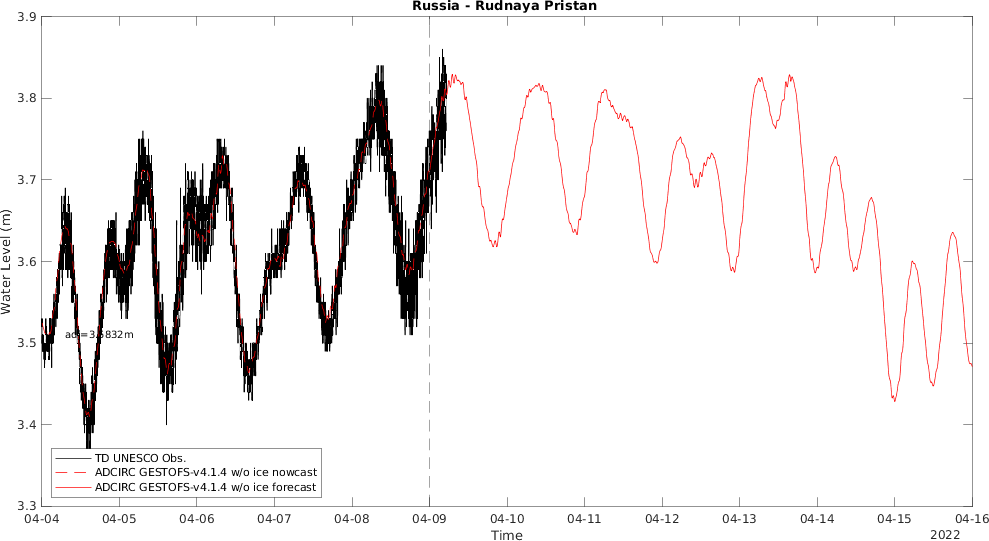 Russia - Rudnaya Pristan
3.9
3.8
3.7
3.6
3.5
3.4
3.3
Water Level (m)
TD UNESCO Obs.
ADCIRC GESTOFS-v4.1.4 w/o ice nowcast
ADCIRC GESTOFS-v4.1.4 w/o ice forecast
04-04 04-05 04-06 04-07 04-08 04-09 04-10 04-11 04-12 04-13 04-14 04-15 04-16
Time
2022